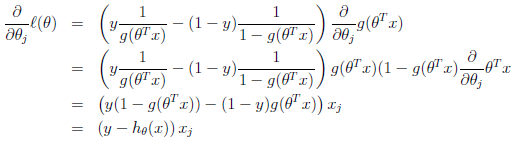 ∂/∂θ_j ℓ(θ) = ( y 1/g(θ^T x) − (1 − y) 1/(1 − g(θ^T x)) ) ∂/∂θ_j g(θ^T x)
= ( y 1/g(θ^T x) − (1 − y) 1/(1 − g(θ^T x)) ) g(θ^T x)(1 − g(θ^T x) ∂/∂θ_j θ^T x
= ( y(1 − g(θ^T x)) − (1 − y)g(θ^T x) ) x_j
= (y − h_θ(x)) x_j